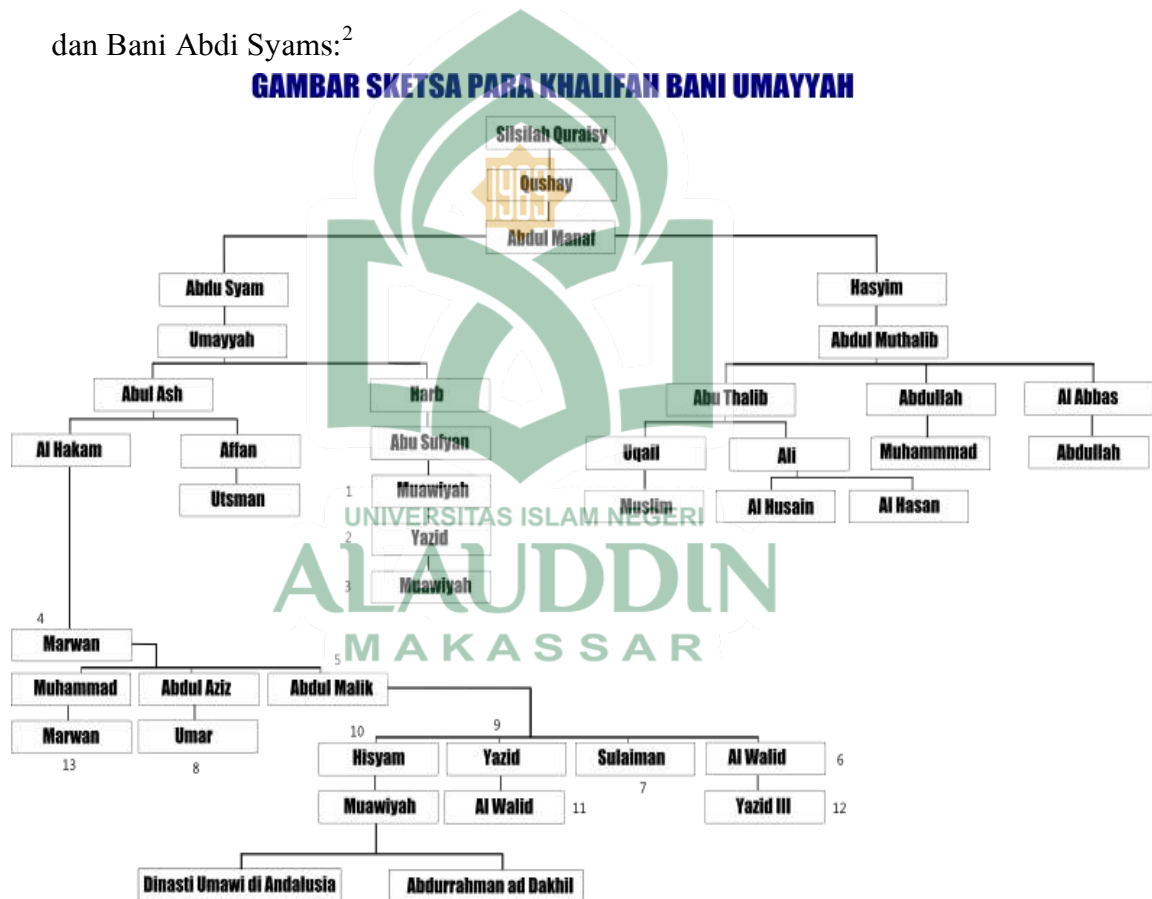 dan Bani Abdi Syams:2
GAMBAR SKETSA PARA KHALIFAH BANI UMAYYAH
Silsilah Quraisy
1989
Qushay
Abdul Manaf
Abdu Syam
Hasyim
Umayyah
Abdul Muthalib
Abul Ash
Harb
Abu Thalib
Abdullah
Al Abbas
Al Hakam
Affan
Abu Sufyan
Uqail
Ali
Muhammmad
Abdullah
Utsman
1 Muawiyah
Muslim
Al Husain
Al Hasan
UNIVERSITAS ISLAM NEGERI
2 Yazid
ALAUDDIN
3 Muawiyah
4
Marwan
MAKASSAR
5
Muhammad
Abdul Aziz
Abdul Malik
Marwan
Umar
13
8
10
9
Hisyam
Yazid
Sulaiman
Al Walid 6
7
Muawiyah
Al Walid 11
Yazid III 12
Dinasti Umawi di Andalusia
Abdurrahman ad Dakhil